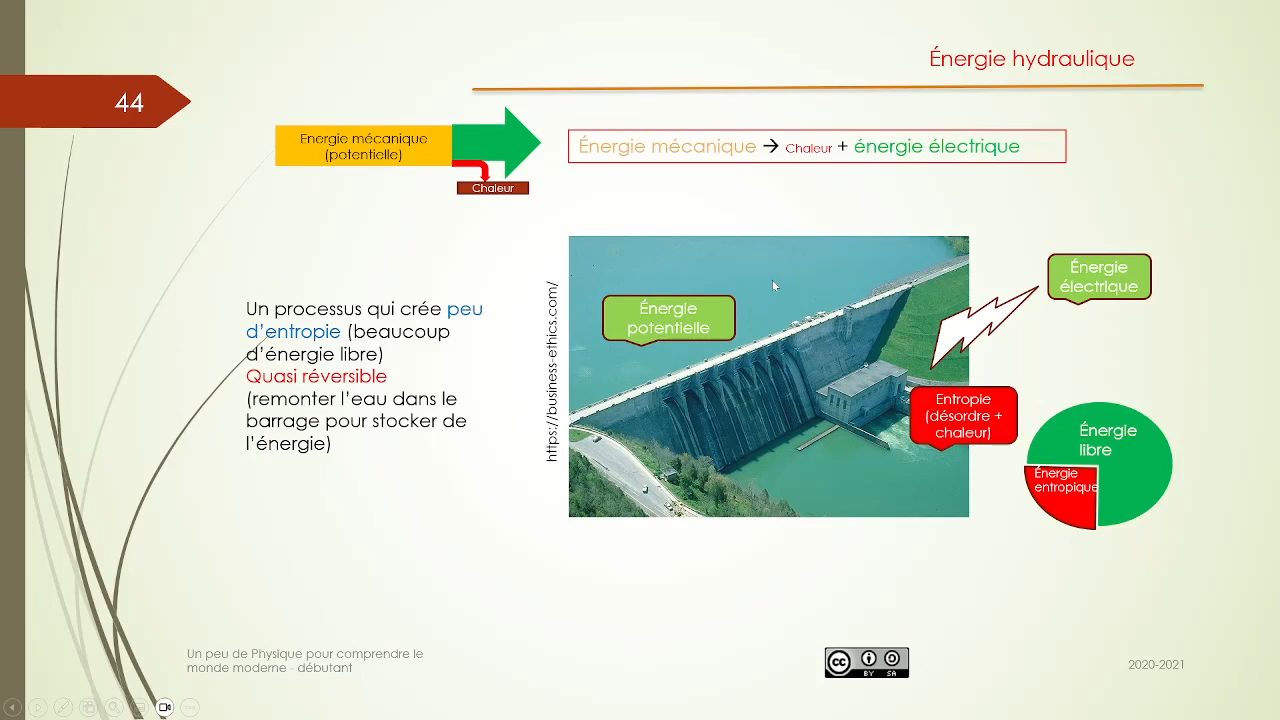 Énergie hydraulique
44
Energie mécanique
(potentielle)
Chaleur
Énergie mécanique → Chaleur + énergie électrique
Un processus qui crée peu
d'entropie (beaucoup
d'énergie libre)
Quasi réversible
(remonter l'eau dans le
barrage pour stocker de
l'énergie)
https://business-ethics.com/
Énergie
potentielle
Énergie
électrique
Entropie
(désordre +
chaleur)
Énergie
libre
Énergie
entropique
Un peu de Physique pour comprendre le
monde moderne - débutant
cc
BY SA
2020-2021